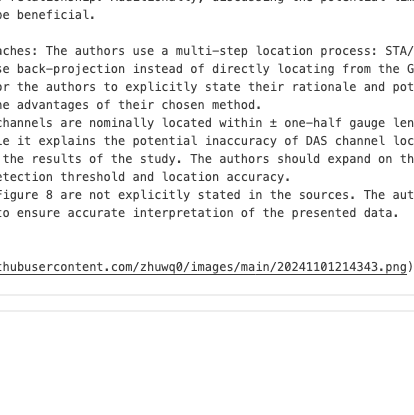 be beneficial.
aches: The authors use a multi-step location process: STA/
se back-projection instead of directly locating from the G
or the authors to explicitly state their rationale and pot
he advantages of their chosen method.
channels are nominally located within ± one-half gauge len
le it explains the potential inaccuracy of DAS channel loc
the results of the study. The authors should expand on th
etection threshold and location accuracy.
Figure 8 are not explicitly stated in the sources. The aut
to ensure accurate interpretation of the presented data.
thubusercontent.com/zhuwq0/images/main/20241101214343.png)